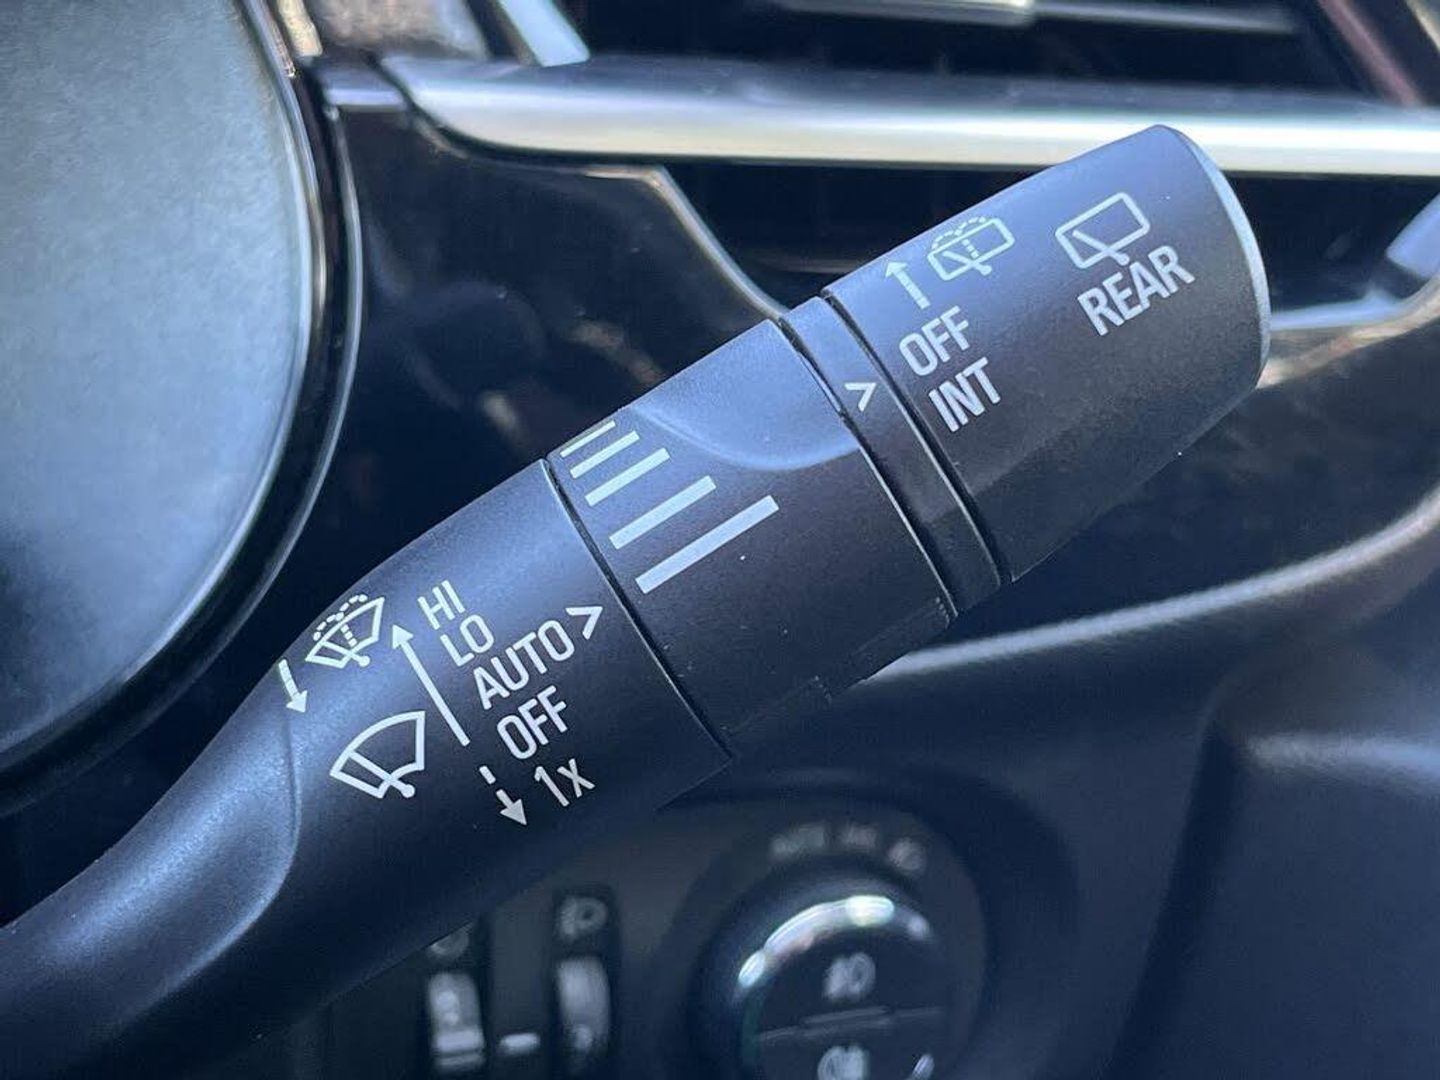 OFF
INT
REAR
HI
LO
AUTO
OFF
1x